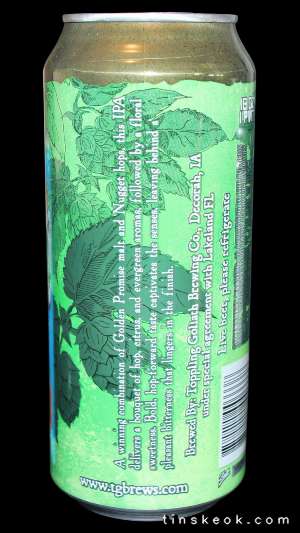 A winning combination of Golden Promise malt and Nugget hops, this IPA
delivers a bouquet of hop, citrus, and evergreen aromas, followed by a floral
sweetness. Bold, hop-forward taste captivates the senses, leaving behind a
pleasant bitterness that lingers in the finish.
Brewed By: Toppling Goliath Brewing Co., Decorah, IA
under special agreement with Lakeland FL
Live beer, please refrigerate
www.tgbrews.com
tinskeok.com